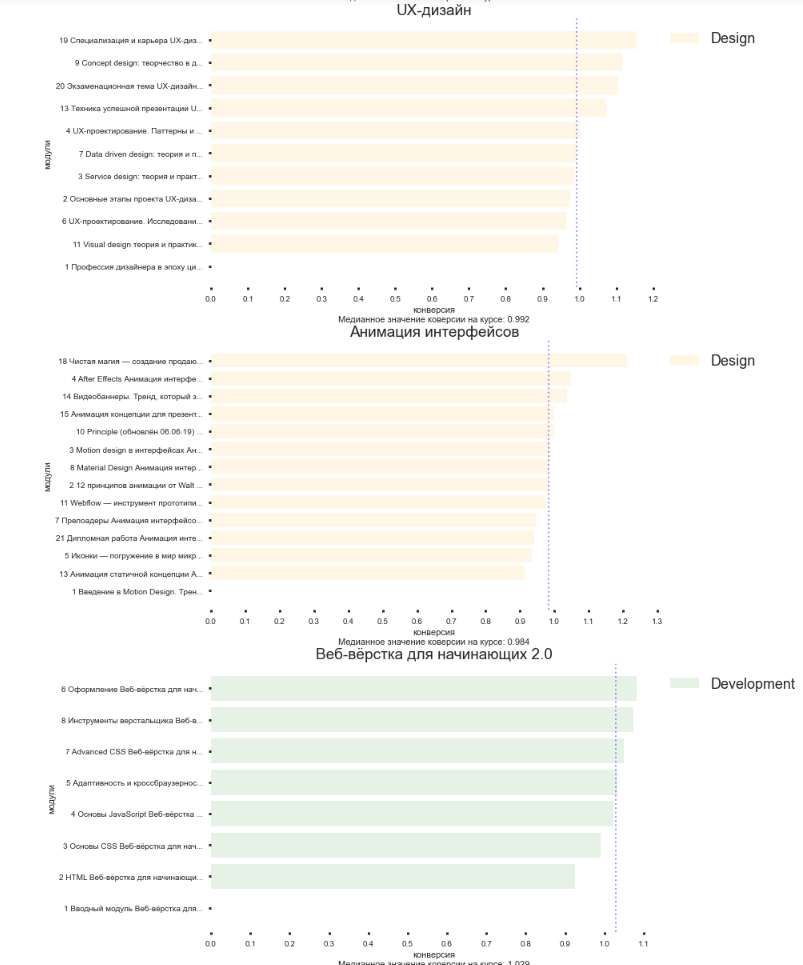 UX-дизайн
Design
19 Специализация и карьера UX-диз...
9 Concept design: творчество в д...
20 Экзаменационная тема UX-дизайн...
13 Техника успешной презентации U...
4 UX-проектирование. Паттерны и ...
7 Data driven design: теория и п...
3 Service design: теория и практ...
2 Основные этапы проекта UX-диза...
6 UX-проектирование. Исследовани...
11 Visual design теория и практик...
1 Профессия дизайнера в эпоху ци...
модули
0.0 0.1 0.2 0.3 0.4 0.5 0.6 0.7 0.8 0.9 1.0 1.1 1.2
конверсия
Медианное значение коверсии на курсе: 0.992
Анимация интерфейсов
Design
18 Чистая магия — создание продаю...
4 After Effects Анимация интерфе...
14 Видеобаннеры. Тренд, который з...
15 Анимация концепции для презент...
10 Principle (обновлён 06.06.19) ...
3 Motion design в интерфейсах Ан...
8 Material Design Анимация интер...
2 12 принципов анимации от Walt ...
11 Webflow — инструмент прототипи...
7 Прелоадеры Анимация интерфейсо...
21 Дипломная работа Анимация инте...
5 Иконки — погружение в мир микр...
13 Анимация статичной концепции А...
1 Введение в Motion Design. Трен...
модули
0.0 0.1 0.2 0.3 0.4 0.5 0.6 0.7 0.8 0.9 1.0 1.1 1.2 1.3
конверсия
Медианное значение коверсии на курсе: 0.984
Веб-вёрстка для начинающих 2.0
Development
6 Оформление Веб-вёрстка для нач...
8 Инструменты верстальщика Веб-в...
7 Advanced CSS Веб-вёрстка для н...
5 Адаптивность и кроссбраузернос...
4 Основы JavaScript Веб-вёрстка ...
3 Основы CSS Веб-вёрстка для нач...
2 HTML Веб-вёрстка для начинающи...
1 Вводный модуль Веб-вёрстка для...
модули
0.0 0.1 0.2 0.3 0.4 0.5 0.6 0.7 0.8 0.9 1.0 1.1
конверсия
Медианное значение коверсии на курсе: 1.029